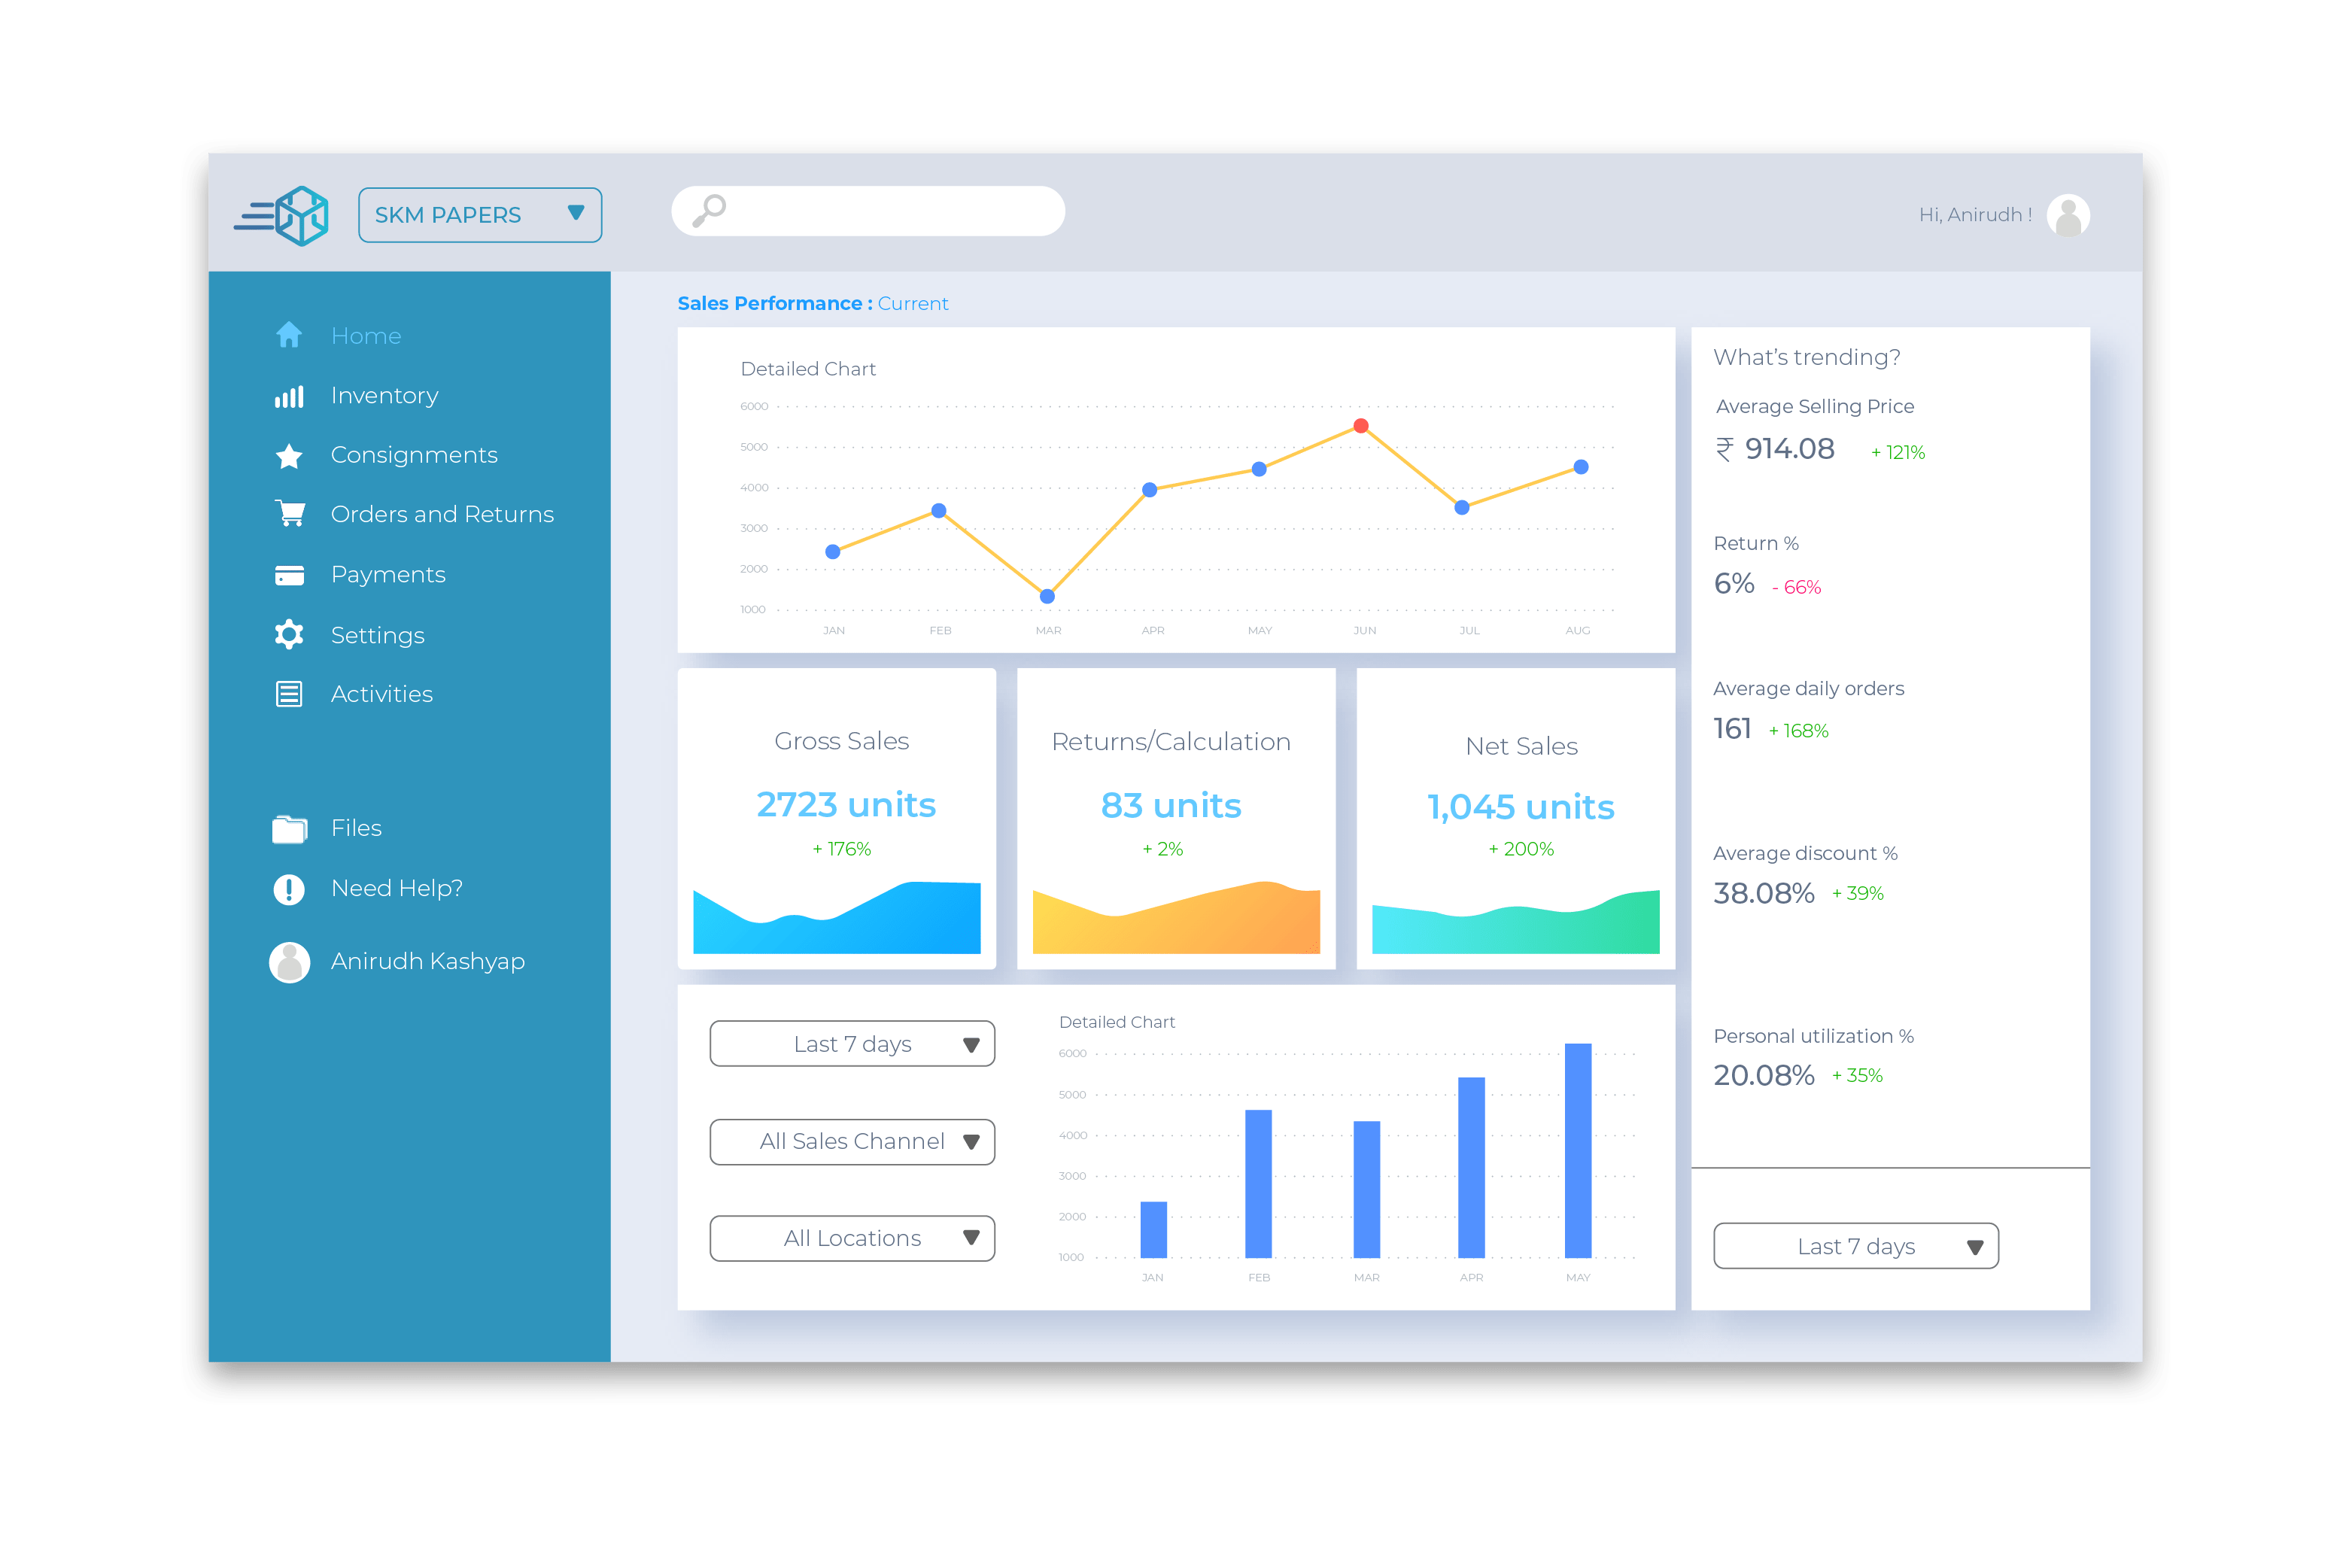 SKM PAPERS
Hi, Anirudh !
Home
Inventory
Consignments
Orders and Returns
Payments
Settings
Activities
Files
Need Help?
Anirudh Kashyap
Sales Performance : Current
Detailed Chart
6000
5000
4000
3000
2000
1000
JAN FEB MAR APR MAY JUN JUL AUG
Gross Sales
2723 units
+ 176%
Returns/Calculation
83 units
+ 2%
Net Sales
1,045 units
+ 200%
Last 7 days
All Sales Channel
All Locations
Detailed Chart
6000
5000
4000
3000
2000
1000
JAN FEB MAR APR MAY
What's trending?
Average Selling Price
₹ 914.08 + 121%
Return %
6% - 66%
Average daily orders
161 + 168%
Average discount %
38.08% + 39%
Personal utilization %
20.08% + 35%
Last 7 days